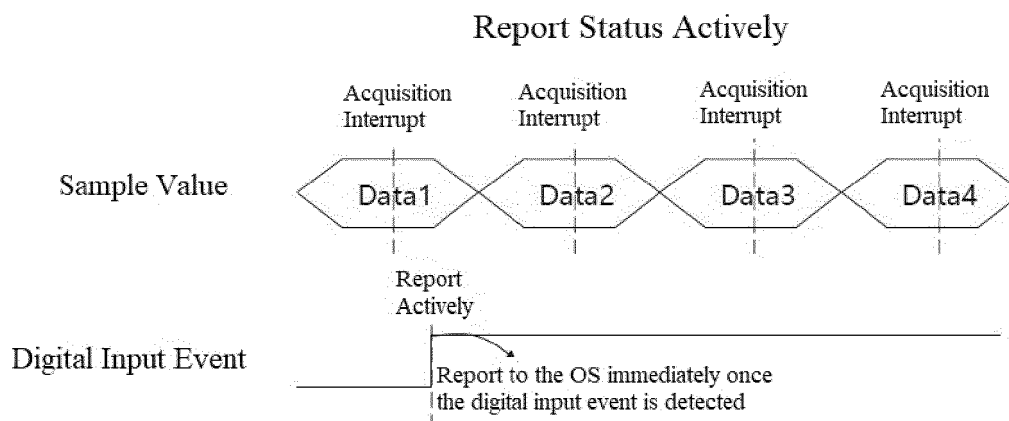 Report Status Actively
Acquisition Interrupt
Acquisition Interrupt
Acquisition Interrupt
Acquisition Interrupt
Sample Value
Data1
Data2
Data3
Data4
Report
Actively
Digital Input Event
Report to the OS immediately once
the digital input event is detected